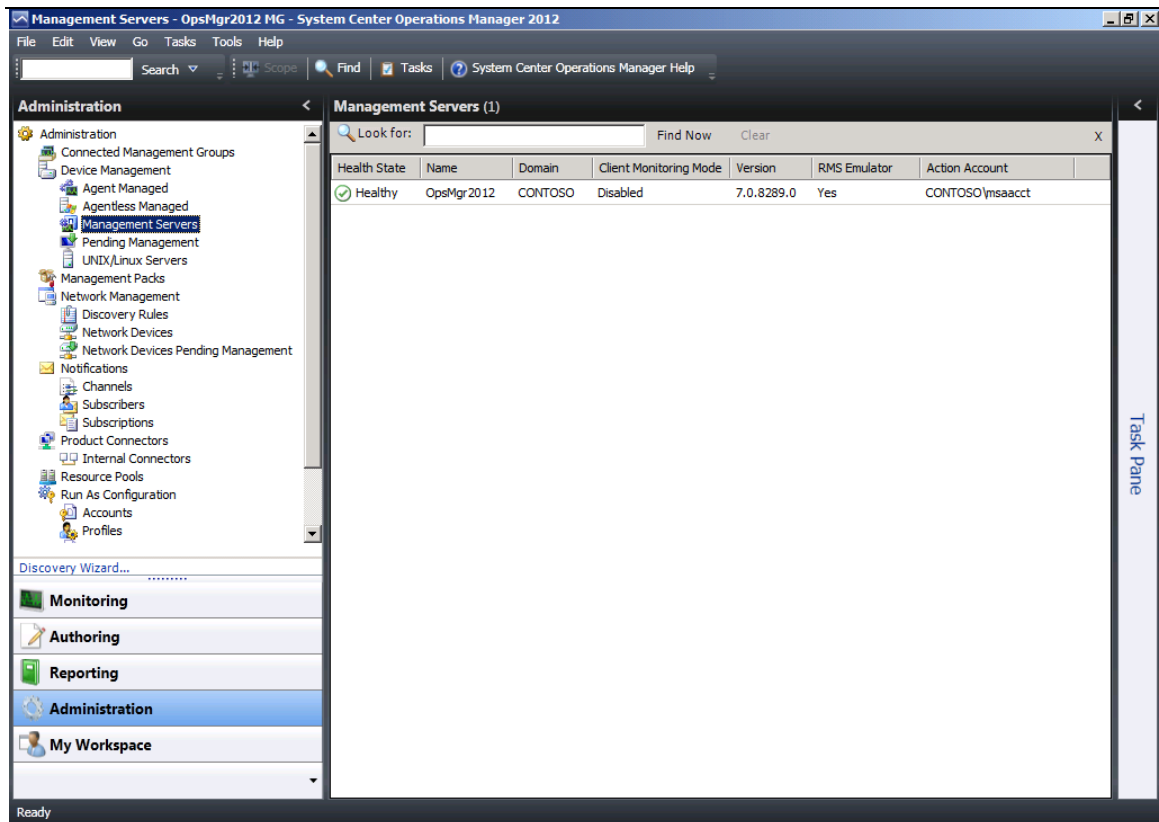 Management Servers - OpsMgr2012 MG - System Center Operations Manager 2012
File Edit View Go Tasks Tools Help
Search Scope Find Tasks System Center Operations Manager Help
Administration
Administration
Connected Management Groups
Device Management
Agent Managed
Agentless Managed
Management Servers
Pending Management
UNIX/Linux Servers
Management Packs
Network Management
Discovery Rules
Network Devices
Network Devices Pending Management
Notifications
Channels
Subscribers
Subscriptions
Product Connectors
Internal Connectors
Resource Pools
Run As Configuration
Accounts
Profiles
Discovery Wizard...
Monitoring
Authoring
Reporting
Administration
My Workspace
Management Servers (1)
Look for: Find Now Clear X
Health State Name Domain Client Monitoring Mode Version RMS Emulator Action Account
Healthy OpsMgr2012 CONTOSO Disabled 7.0.8289.0 Yes CONTOSO\msaacct
Task Pane
Ready